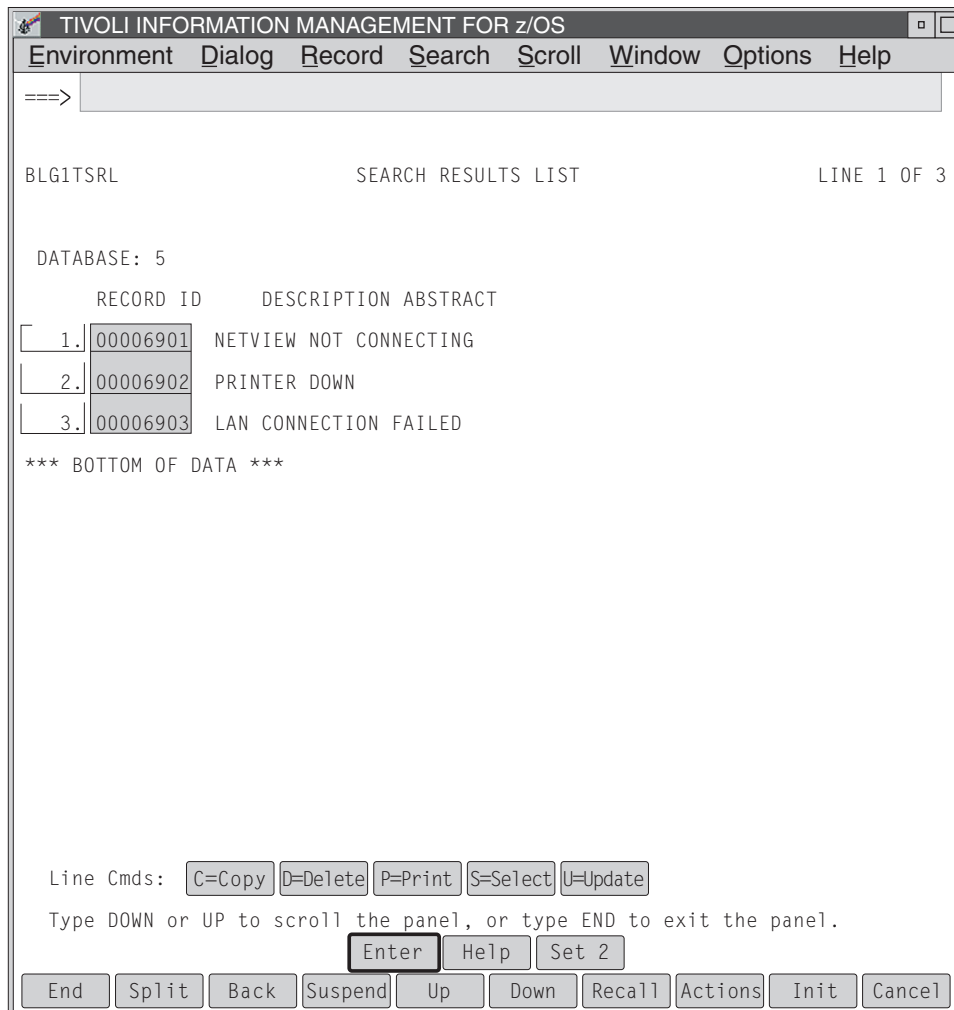 TIVOLI INFORMATION MANAGEMENT FOR z/OS
Environment Dialog Record Search Scroll Window Options Help
===>
BLG1TSRL SEARCH RESULTS LIST LINE 1 OF 3
DATABASE: 5
RECORD ID DESCRIPTION ABSTRACT
1. 00006901 NETVIEW NOT CONNECTING
2. 00006902 PRINTER DOWN
3. 00006903 LAN CONNECTION FAILED
*** BOTTOM OF DATA ***
Line Cmds: C=Copy D=Delete P=Print S=Select U=Update
Type DOWN or UP to scroll the panel, or type END to exit the panel.
Enter Help Set 2
End Split Back Suspend Up Down Recall Actions Init Cancel